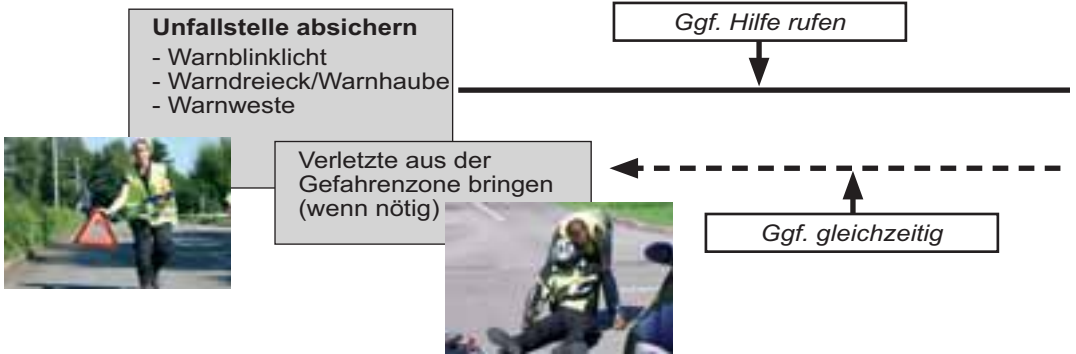 Unfallstelle absichern
- Warnblinklicht
- Warndreieck/Warnhaube
- Warnweste
Ggf. Hilfe rufen
Verletzte aus der
Gefahrenzone bringen
(wenn nötig)
Ggf. gleichzeitig